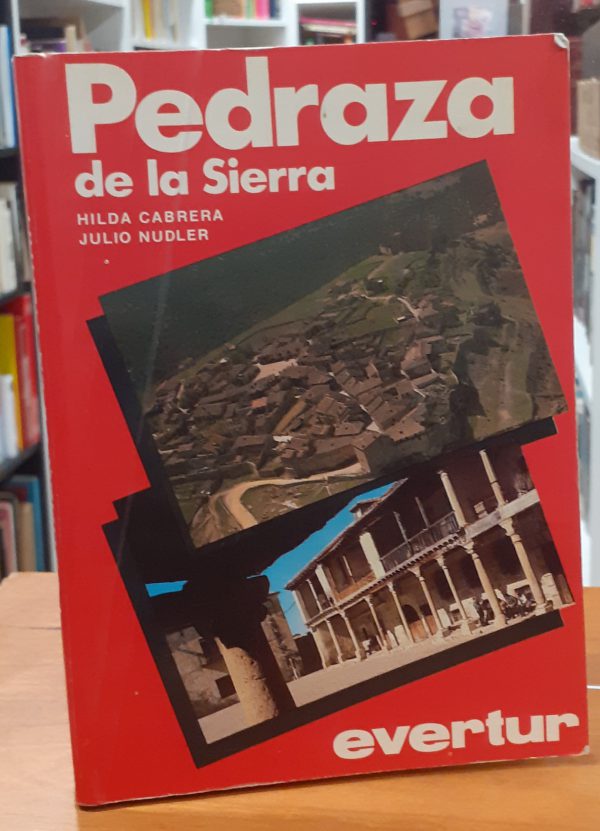 Pedraza
de la Sierra
HILDA CABRERA
JULIO NUDLER
evertur